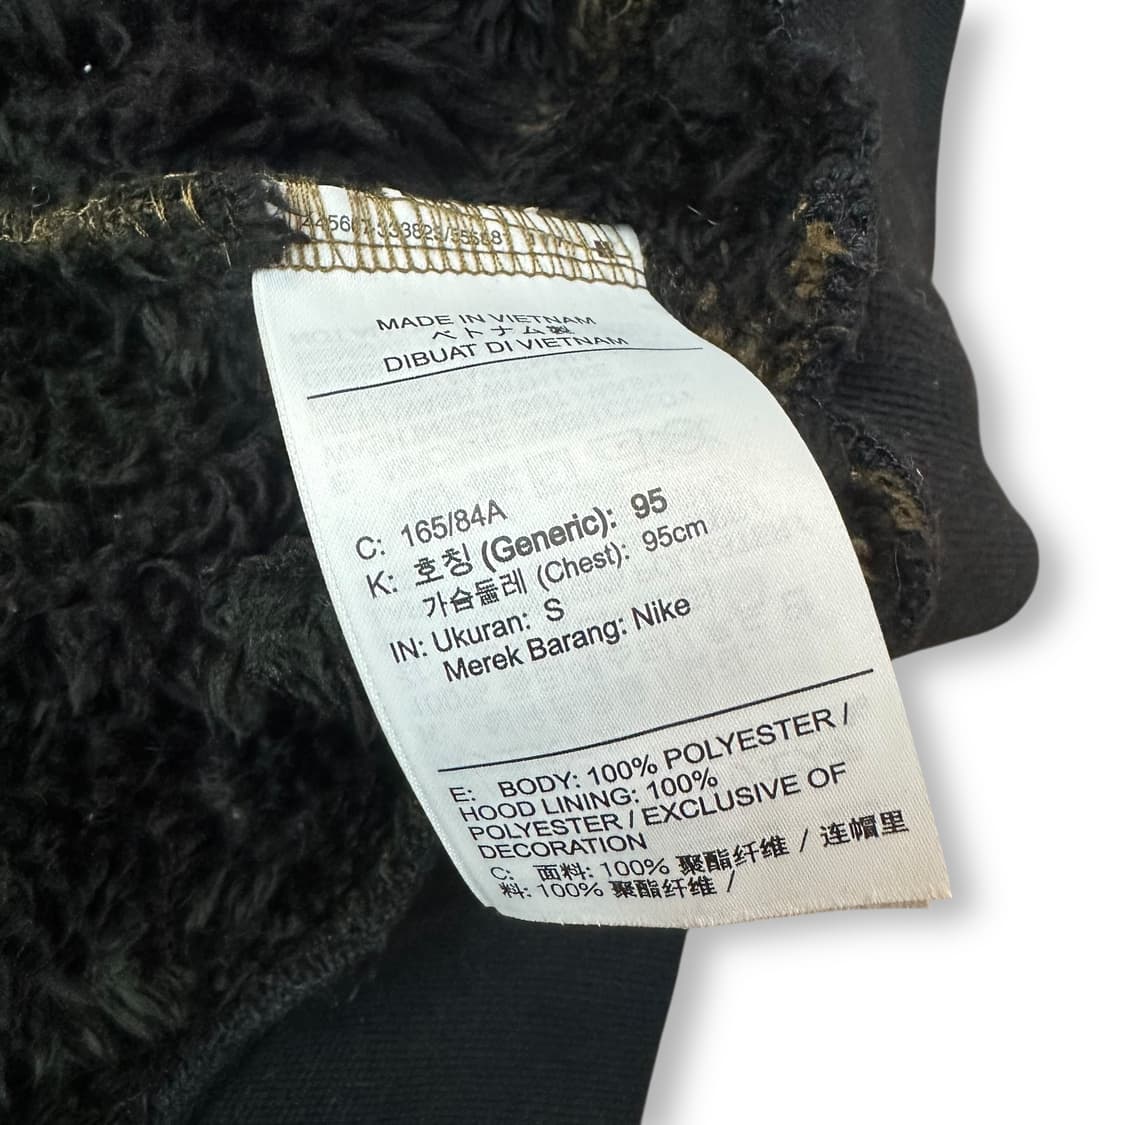 MADE IN VIETNAM
ベトナム製
DIBUAT DI VIETNAM
C: 165/84A
K: 호칭 (Generic): 95
가슴둘레 (Chest): 95cm
IN: Ukuran: S
Merek Barang: Nike
E: BODY: 100% POLYESTER /
HOOD LINING: 100%
POLYESTER / EXCLUSIVE OF
DECORATION
C: 面料: 100% 聚酯纤维 / 连帽里
料: 100% 聚酯纤维 /